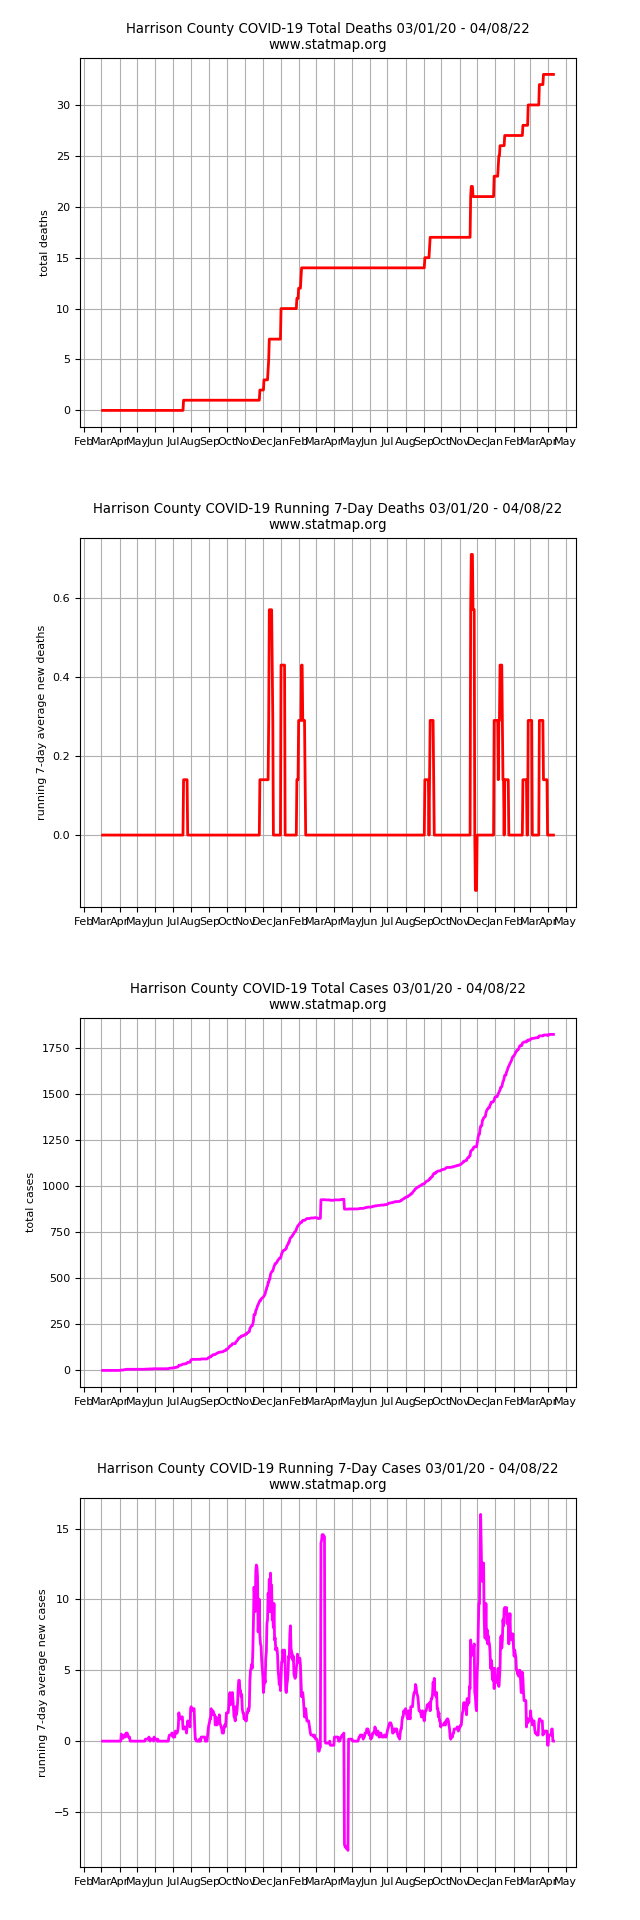 Harrison County COVID-19 Total Deaths 03/01/20 - 04/08/22
www.statmap.org
total deaths
30
25
20
15
10
5
0
Feb Mar Apr May Jun Jul Aug Sep Oct Nov Dec Jan Feb Mar Apr May Jun Jul Aug Sep Oct Nov Dec Jan Feb Mar Apr May
Harrison County COVID-19 Running 7-Day Deaths 03/01/20 - 04/08/22
www.statmap.org
running 7-day average new deaths
0.6
0.4
0.2
0.0
Feb Mar Apr May Jun Jul Aug Sep Oct Nov Dec Jan Feb Mar Apr May Jun Jul Aug Sep Oct Nov Dec Jan Feb Mar Apr May
Harrison County COVID-19 Total Cases 03/01/20 - 04/08/22
www.statmap.org
total cases
1750
1500
1250
1000
750
500
250
0
Feb Mar Apr May Jun Jul Aug Sep Oct Nov Dec Jan Feb Mar Apr May Jun Jul Aug Sep Oct Nov Dec Jan Feb Mar Apr May
Harrison County COVID-19 Running 7-Day Cases 03/01/20 - 04/08/22
www.statmap.org
running 7-day average new cases
15
10
5
0
−5
Feb Mar Apr May Jun Jul Aug Sep Oct Nov Dec Jan Feb Mar Apr May Jun Jul Aug Sep Oct Nov Dec Jan Feb Mar Apr May